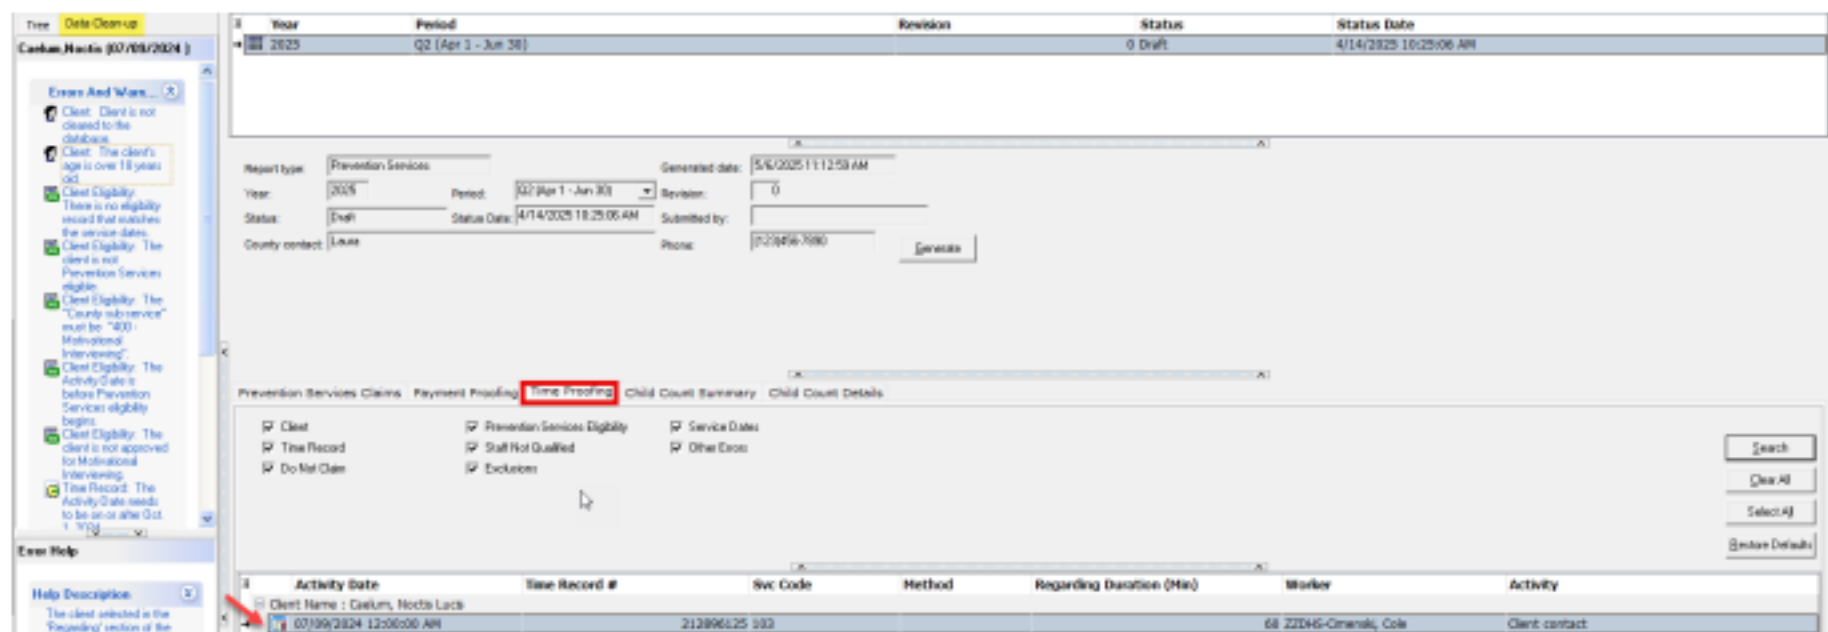 Tree Data Clean-up
Caelum,Noctis (07/09/2024 )
Errors And Warn...
Client: Client is not
cleared to the
database.
Client: The client's
age is over 18 years
old.
Client Eligibility:
There is no eligibility
record that matches
the service dates.
Client Eligibility: The
client is not
Prevention Services
eligible.
Client Eligibility: The
"County sub service"
must be "400 -
Motivational
Interviewing".
Client Eligibility: The
Activity Date is
before Prevention
Services eligibility
begins.
Client Eligibility: The
client is not approved
for Motivational
Interviewing.
Time Record: The
Activity Date needs
to be on or after Oct.
1, 2024
Error Help
Help Description
The client selected in the
'Regarding' section of the
Year Period Revision Status Status Date
2025 Q2 (Apr 1 - Jun 30) 0 Draft 4/14/2025 10:25:06 AM
Report type: Prevention Services Generated date: 5/6/2025 11:12:59 AM
Year: 2025 Period: Q2 (Apr 1 - Jun 30) Revision: 0
Status: Draft Status Date: 4/14/2025 10:25:06 AM Submitted by:
County contact: Laura Phone: (123)456-7890 Generate
Prevention Services Claims Payment Proofing Time Proofing Child Count Summary Child Count Details
Client Prevention Services Eligibility Service Dates
Time Record Staff Not Qualified Other Errors
Do Not Claim Exclusions
Search
Clear All
Select All
Restore Defaults
Activity Date Time Record # Svc Code Method Regarding Duration (Min) Worker Activity
Client Name : Caelum, Noctis Lucis
07/09/2024 12:00:00 AM 212896125 103 60 ZZDHS-Cmenski, Cole Client contact